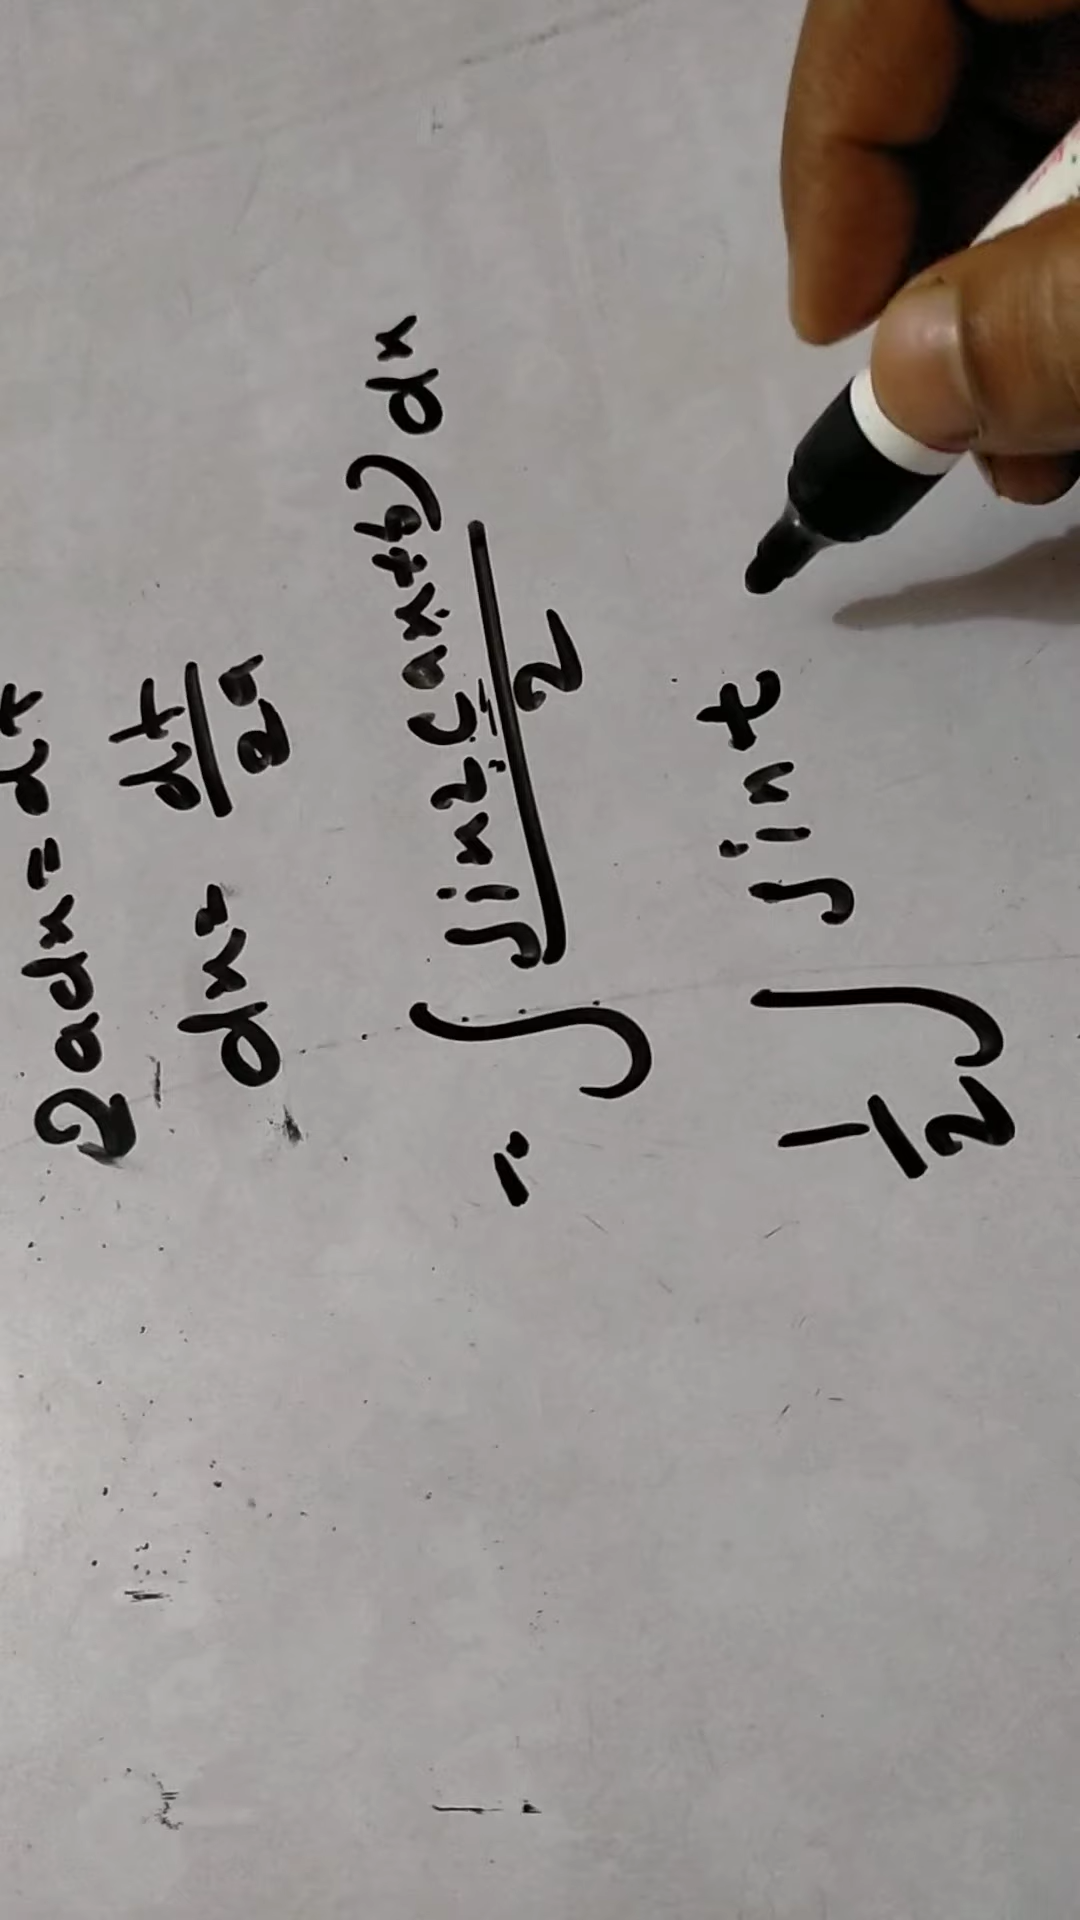 2adx = dt
dx = dt/2a
= ∫ sin2(ax+b)/2 dx
1/2 ∫ sin t